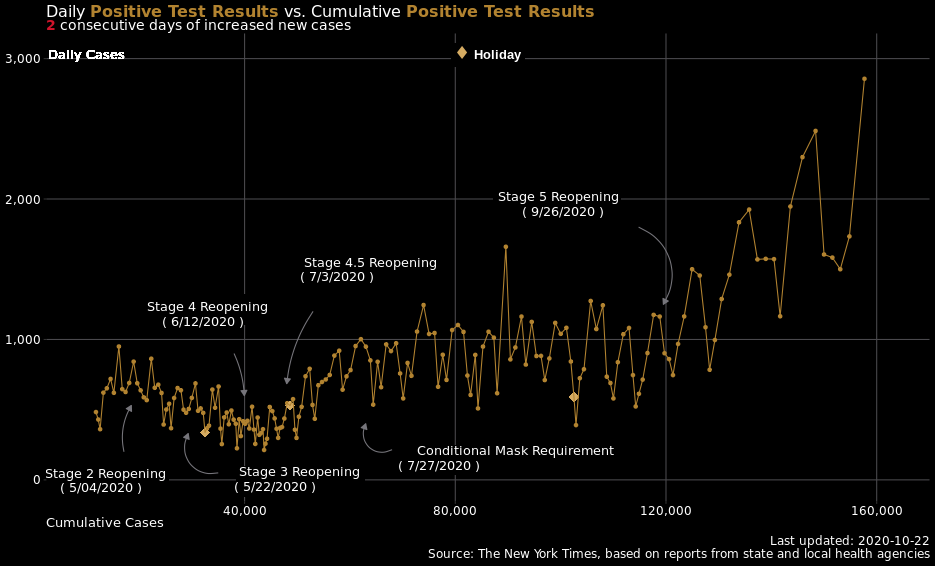 Daily Positive Test Results vs. Cumulative Positive Test Results
2 consecutive days of increased new cases
3,000
Daily Cases
Holiday
2,000
Stage 5 Reopening
( 9/26/2020 )
Stage 4.5 Reopening
( 7/3/2020 )
Stage 4 Reopening
( 6/12/2020 )
1,000
Conditional Mask Requirement
( 7/27/2020 )
Stage 2 Reopening
( 5/04/2020 )
Stage 3 Reopening
( 5/22/2020 )
0
40,000
80,000
120,000
160,000
Cumulative Cases
Last updated: 2020-10-22
Source: The New York Times, based on reports from state and local health agencies